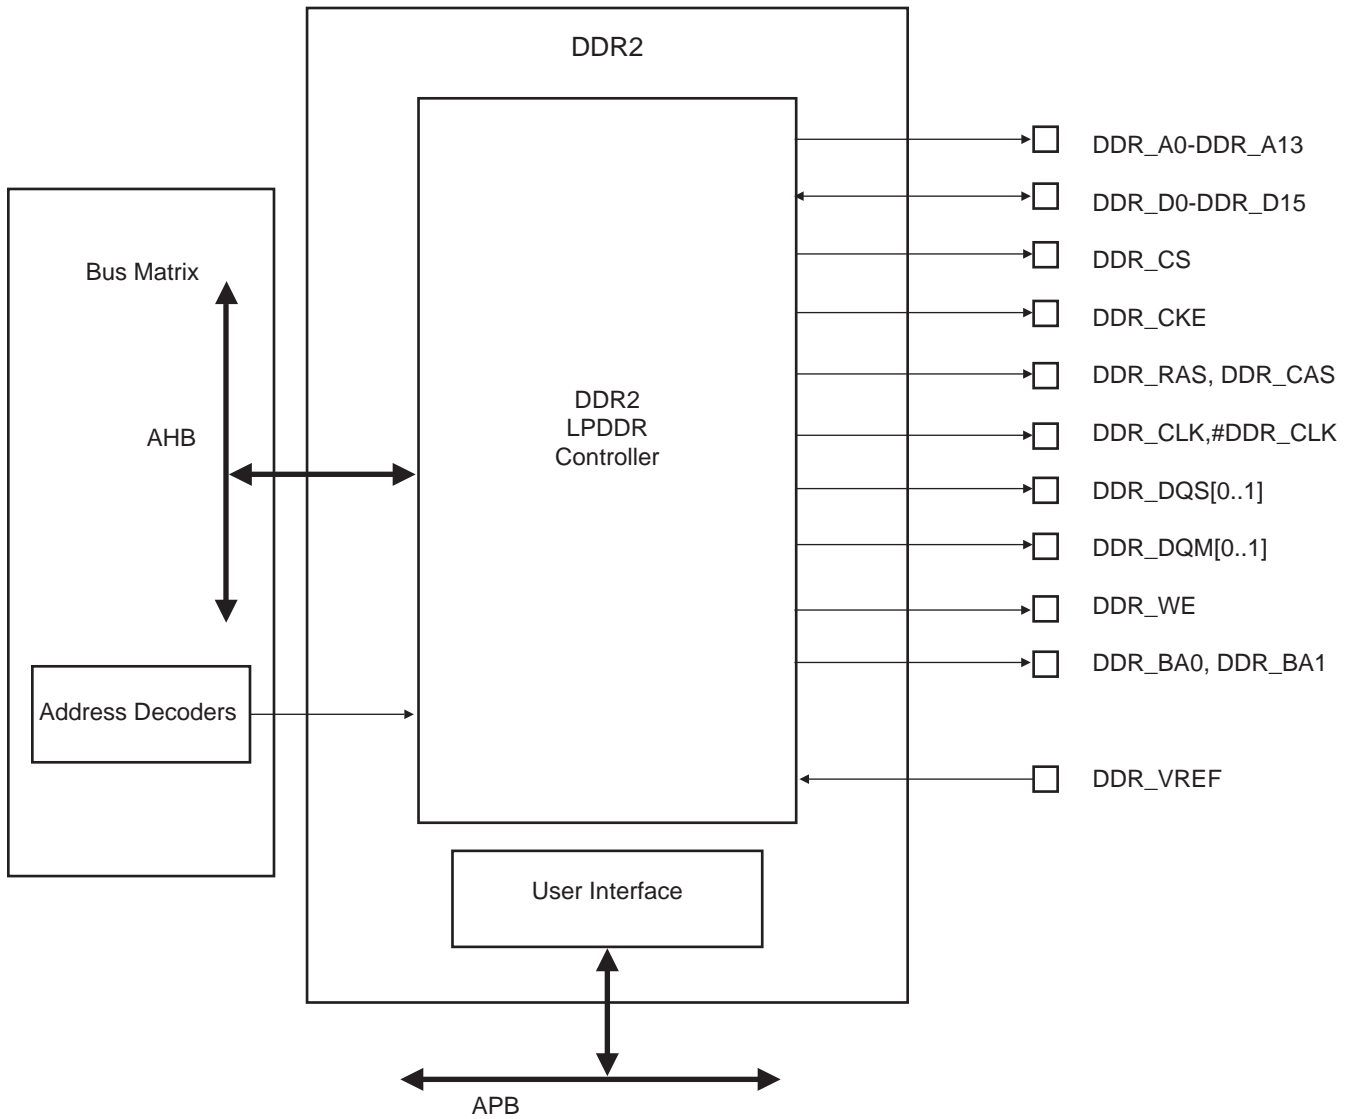 DDR2
DDR_A0-DDR_A13
DDR_D0-DDR_D15
DDR_CS
Bus Matrix
DDR_CKE
DDR_RAS, DDR_CAS
DDR2
LPDDR
Controller
AHB
DDR_CLK,#DDR_CLK
DDR_DQS[0..1]
DDR_DQM[0..1]
DDR_WE
DDR_BA0, DDR_BA1
Address Decoders
DDR_VREF
User Interface
APB